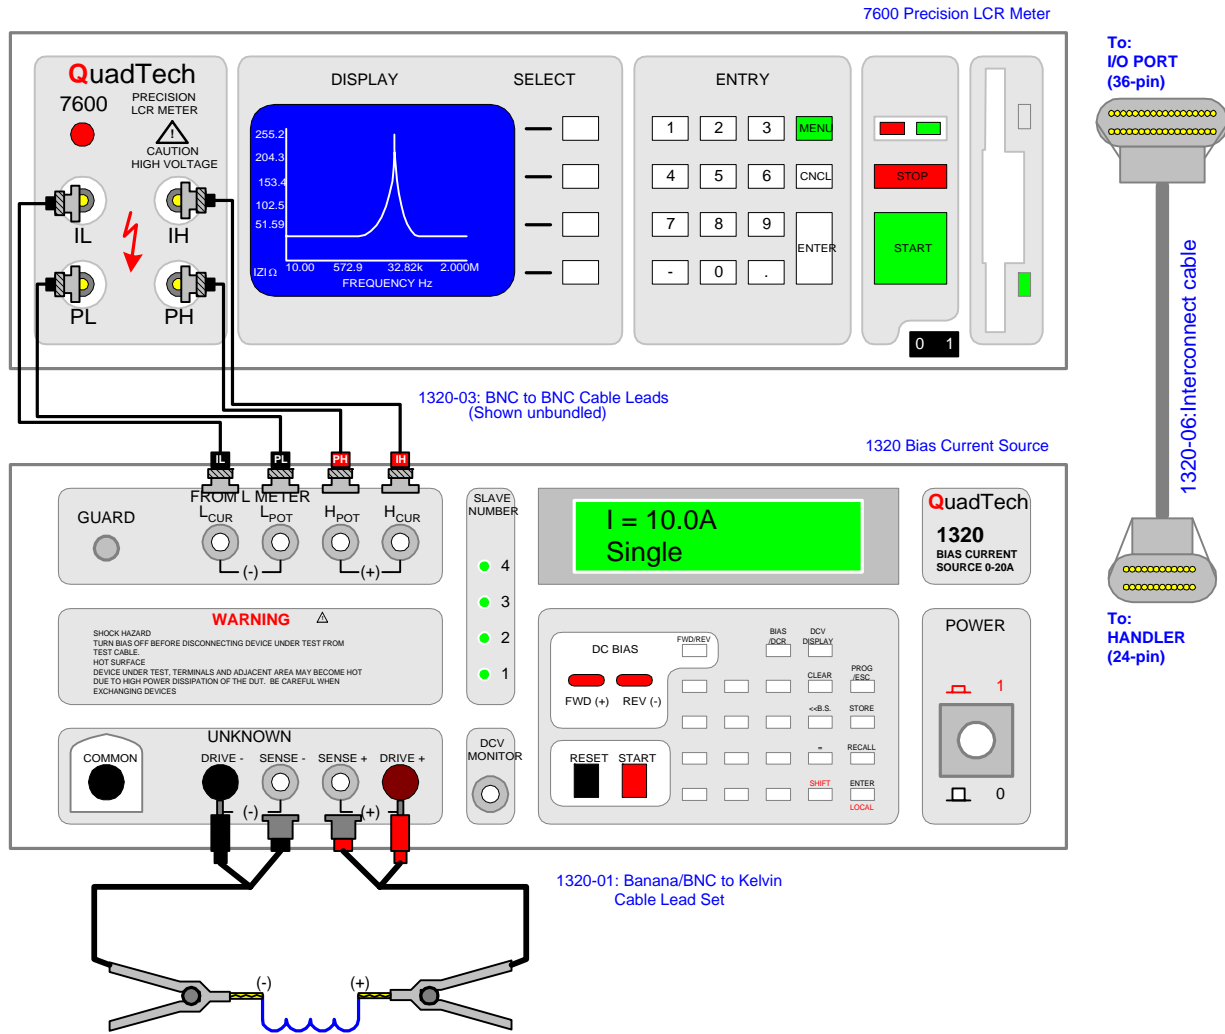 7600 Precision LCR Meter
QuadTech
7600
PRECISION
LCR METER
CAUTION
HIGH VOLTAGE
IL
IH
PL
PH
DISPLAY
SELECT
255.2
204.3
153.4
102.5
51.59
IZI Ω
10.00 572.9 32.82k 2.000M
FREQUENCY Hz
ENTRY
1 2 3 MENU
4 5 6 CNCL
7 8 9
ENTER
- 0 .
STOP
START
0 1
To:
I/O PORT
(36-pin)
1320-06:Interconnect cable
To:
HANDLER
(24-pin)
1320-03: BNC to BNC Cable Leads
(Shown unbundled)
1320 Bias Current Source
IL PL PH IH
FROM L METER
GUARD
LCUR LPOT HPOT HCUR
(-) (+)
SLAVE
NUMBER
4
3
2
1
I = 10.0A
Single
QuadTech
1320
BIAS CURRENT
SOURCE 0-20A
WARNING
SHOCK HAZARD
TURN BIAS OFF BEFORE DISCONNECTING DEVICE UNDER TEST FROM
TEST CABLE.
HOT SURFACE
DEVICE UNDER TEST, TERMINALS AND ADJACENT AREA MAY BECOME HOT
DUE TO HIGH POWER DISSIPATION OF THE DUT. BE CAREFUL WHEN
EXCHANGING DEVICES
DC BIAS
FWD (+) REV (-)
FWD/REV
BIAS
/DCR
DCV
DISPLAY
CLEAR
PROG
/ESC
<<B.S.
STORE
=
RECALL
SHIFT
ENTER
LOCAL
RESET START
POWER
1
0
UNKNOWN
COMMON
DRIVE - SENSE - SENSE + DRIVE +
(-) (+)
DCV
MONITOR
1320-01: Banana/BNC to Kelvin
Cable Lead Set
(-) (+)